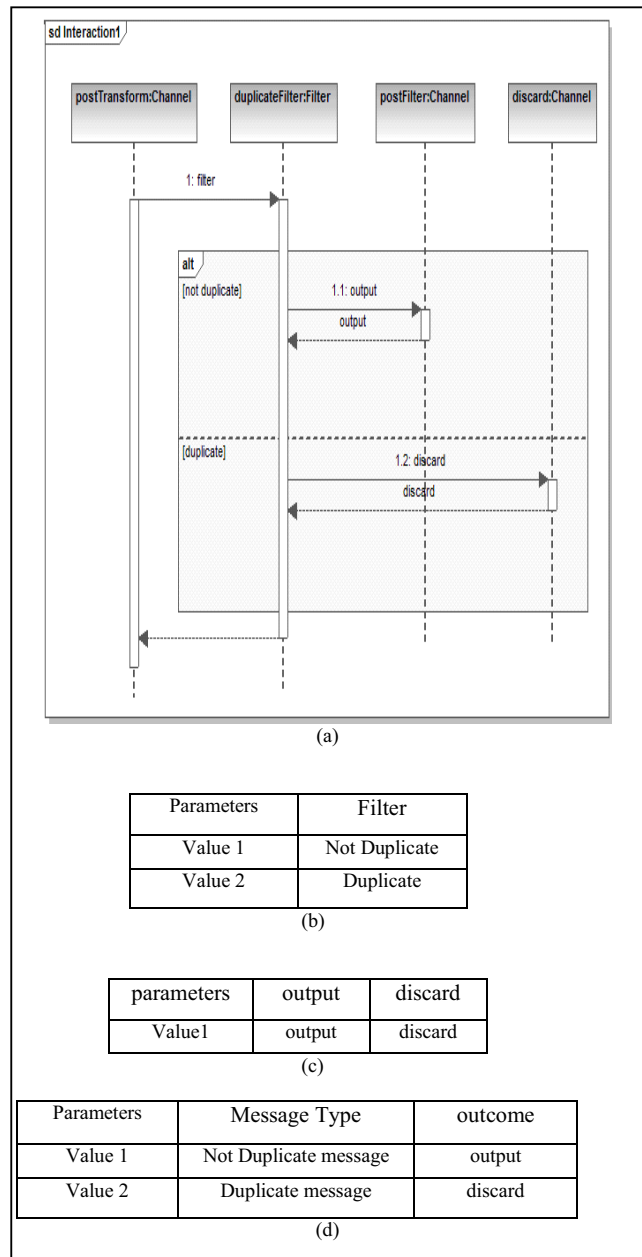 sd Interaction1
postTransform:Channel duplicateFilter:Filter postFilter:Channel discard:Channel
1: filter
alt
[not duplicate] 1.1: output
output
[duplicate] 1.2: discard
discard
(a)
Parameters Filter
Value 1 Not Duplicate
Value 2 Duplicate
(b)
parameters output discard
Value1 output discard
(c)
Parameters Message Type outcome
Value 1 Not Duplicate message output
Value 2 Duplicate message discard
(d)